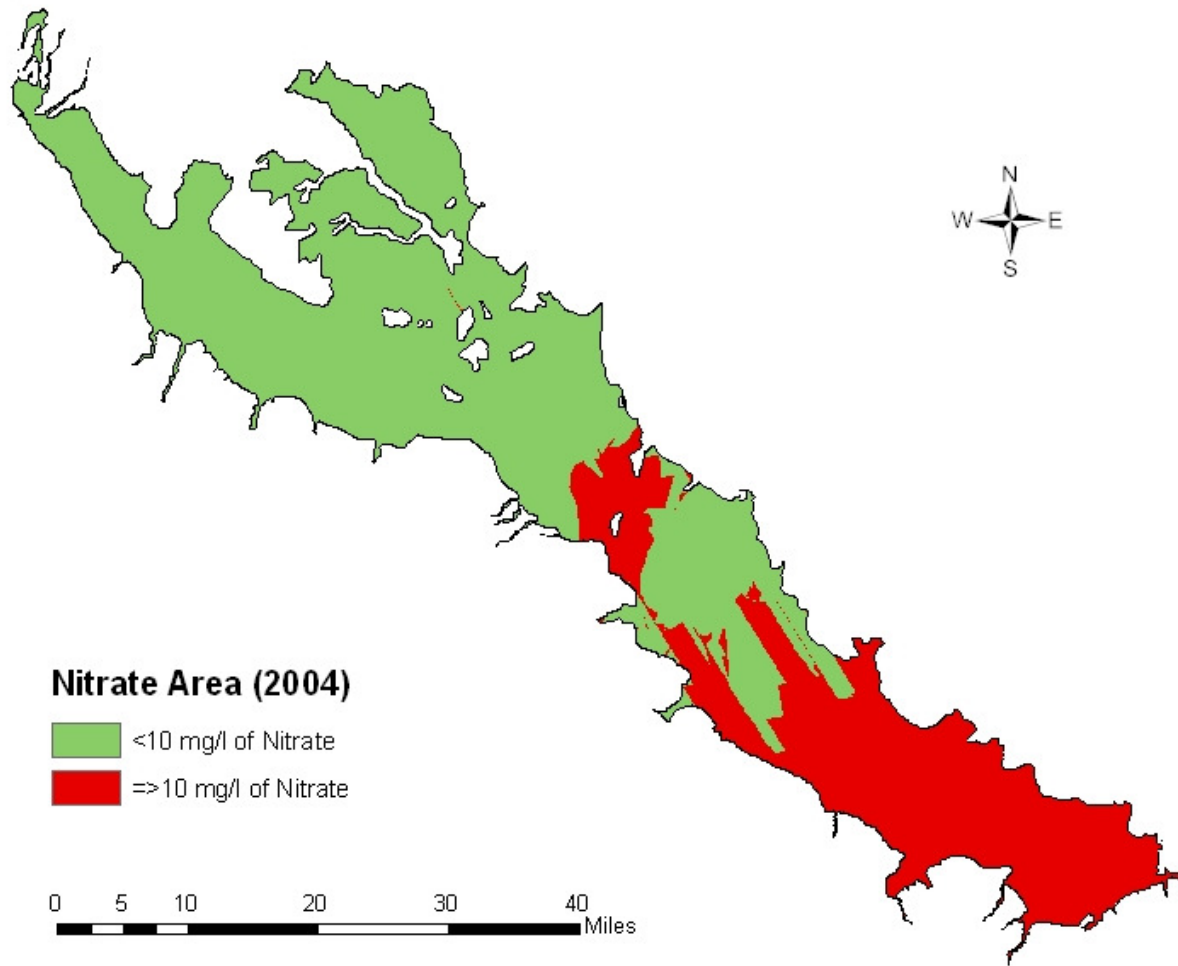 N
W E
S
Nitrate Area (2004)
<10 mg/l of Nitrate
=>10 mg/l of Nitrate
0 5 10 20 30 40
Miles